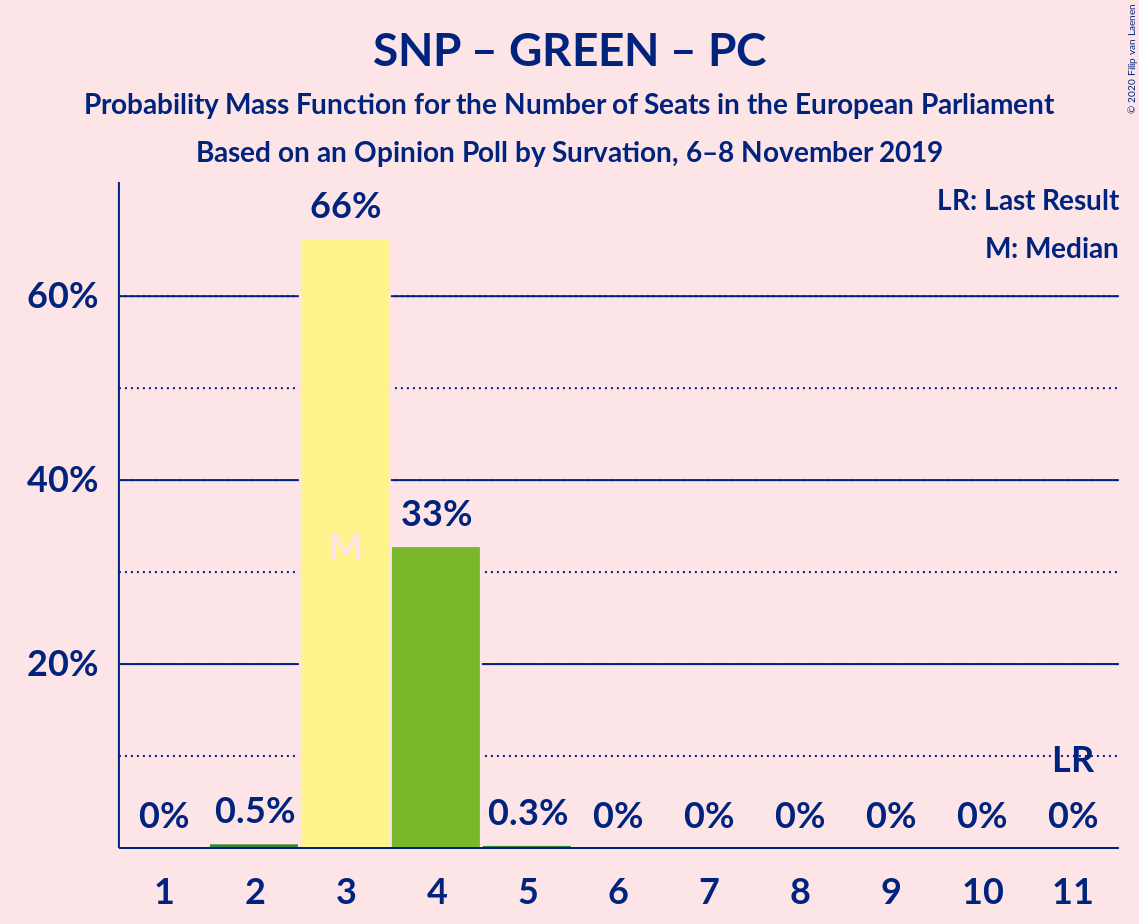 SNP – GREEN – PC
Probability Mass Function for the Number of Seats in the European Parliament
Based on an Opinion Poll by Survation, 6–8 November 2019
© 2020 Filip van Laenen
LR: Last Result
M: Median
66%
60%
40%
33%
M
20%
LR
0% 0.5% 0.3% 0% 0% 0% 0% 0% 0%
1 2 3 4 5 6 7 8 9 10 11